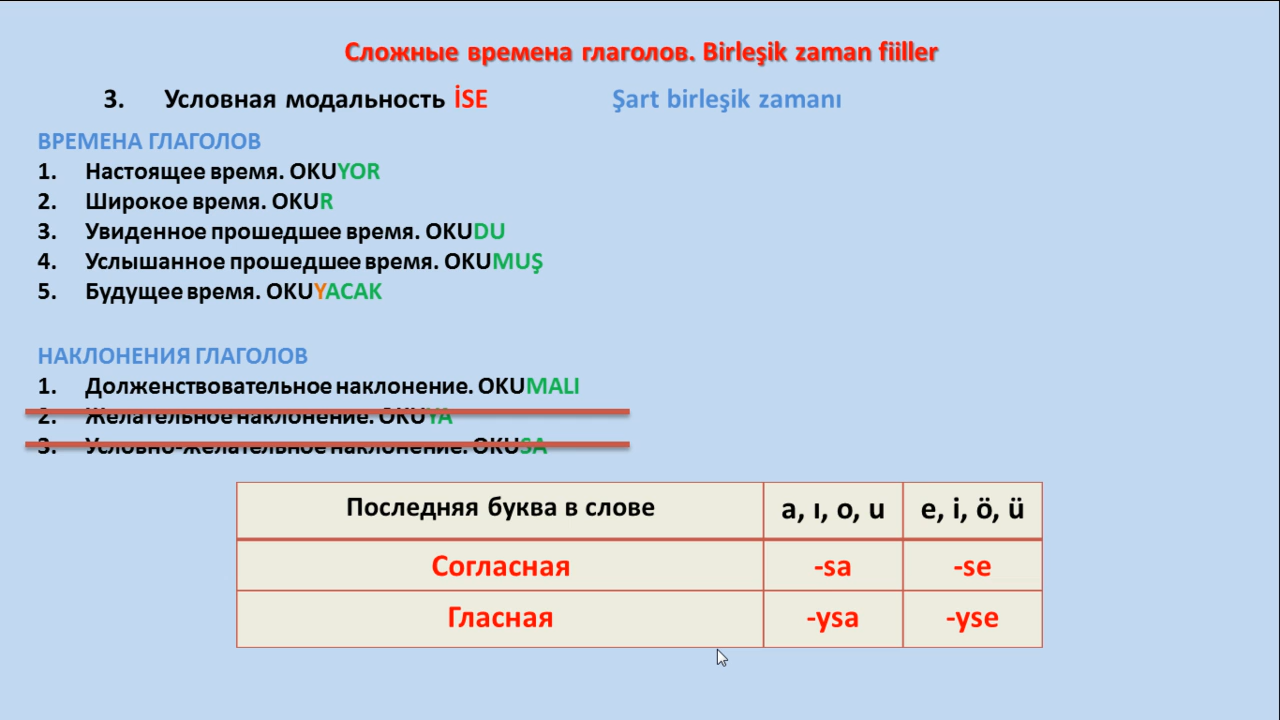 Сложные времена глаголов. Birleşik zaman fiiller
3. Условная модальность İSE Şart birleşik zamanı
ВРЕМЕНА ГЛАГОЛОВ
1. Настоящее время. OKUYOR
2. Широкое время. OKUR
3. Увиденное прошедшее время. OKUDU
4. Услышанное прошедшее время. OKUMUŞ
5. Будущее время. OKUYACAK
НАКЛОНЕНИЯ ГЛАГОЛОВ
1. Долженствовательное наклонение. OKUMALI
2. Желательное наклонение. OKUYA
3. Условно-желательное наклонение. OKUSA
Последняя буква в слове a, ı, o, u e, i, ö, ü
Согласная -sa -se
Гласная -ysa -yse